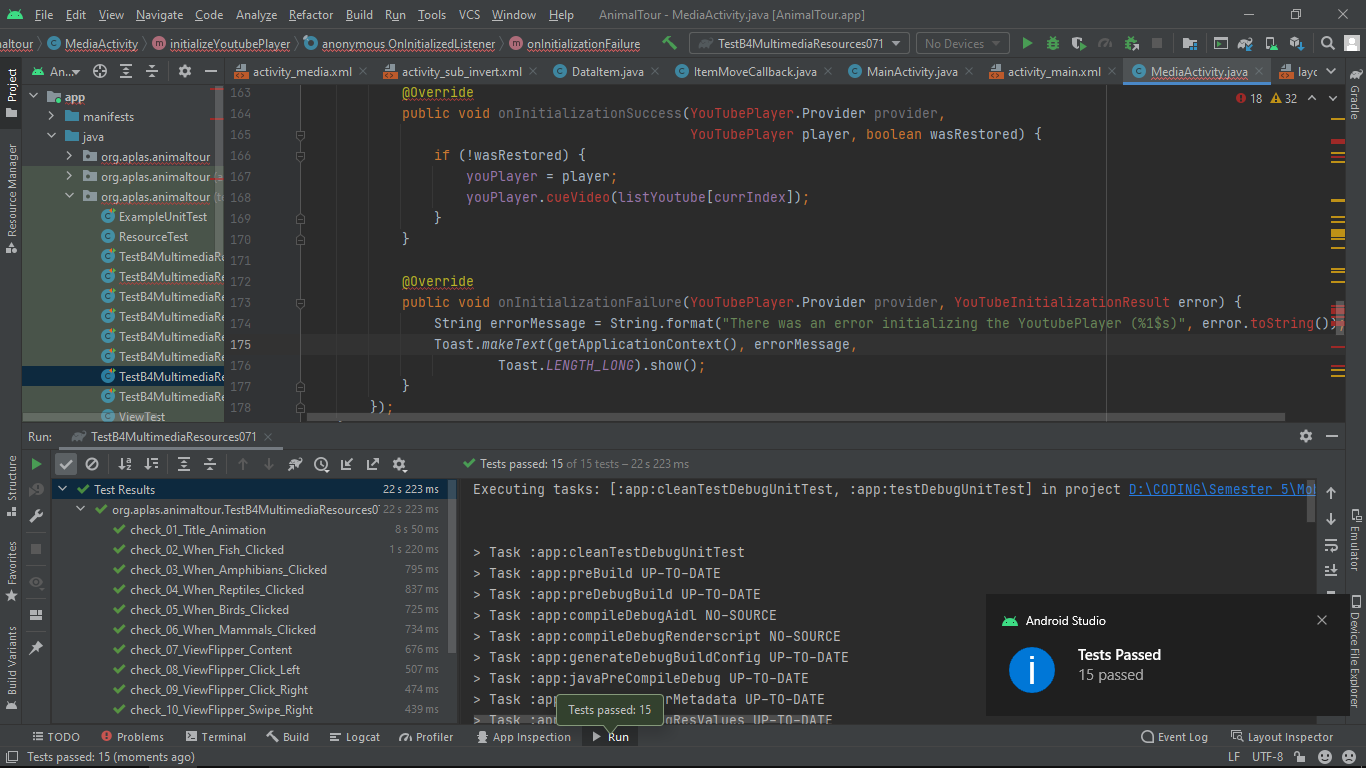 File Edit View Navigate Code Analyze Refactor Build Run Tools VCS Window Help AnimalTour - MediaActivity.java [AnimalTour.app]
MediaActivity initializeYoutubePlayer anonymous OnInitializedListener onInitializationFailure TestB4MultimediaResources071 No Devices
Project
Resource Manager
Structure
Favorites
Build Variants
An...
app
manifests
java
org.aplas.animaltour
org.aplas.animaltour
org.aplas.animaltour
ExampleUnitTest
ResourceTest
TestB4MultimediaRe
TestB4MultimediaRe
TestB4MultimediaRe
TestB4MultimediaRe
TestB4MultimediaRe
TestB4MultimediaRe
TestB4MultimediaRe
TestB4MultimediaRe
ViewTest
activity_media.xml activity_sub_invert.xml DataItem.java ItemMoveCallback.java MainActivity.java activity_main.xml MediaActivity.java layc
18 32
163 @Override
164 public void onInitializationSuccess(YouTubePlayer.Provider provider,
165 YouTubePlayer player, boolean wasRestored) {
166 if (!wasRestored) {
167 youPlayer = player;
168 youPlayer.cueVideo(listYoutube[currIndex]);
169 }
170 }
171
172 @Override
173 public void onInitializationFailure(YouTubePlayer.Provider provider, YouTubeInitializationResult error) {
174 String errorMessage = String.format("There was an error initializing the YoutubePlayer (%1$s)", error.toString());
175 Toast.makeText(getApplicationContext(), errorMessage,
176 Toast.LENGTH_LONG).show();
177 }
178 });
Gradle
Emulator
Device File Explorer
Run: TestB4MultimediaResources071
Tests passed: 15 of 15 tests – 22 s 223 ms
Test Results 22 s 223 ms
org.aplas.animaltour.TestB4MultimediaResources07 22 s 223 ms
check_01_Title_Animation 8 s 50 ms
check_02_When_Fish_Clicked 1 s 220 ms
check_03_When_Amphibians_Clicked 795 ms
check_04_When_Reptiles_Clicked 837 ms
check_05_When_Birds_Clicked 725 ms
check_06_When_Mammals_Clicked 734 ms
check_07_ViewFlipper_Content 676 ms
check_08_ViewFlipper_Click_Left 507 ms
check_09_ViewFlipper_Click_Right 474 ms
check_10_ViewFlipper_Swipe_Right 439 ms
Executing tasks: [:app:cleanTestDebugUnitTest, :app:testDebugUnitTest] in project D:\CODING\Semester 5\Mo
> Task :app:cleanTestDebugUnitTest
> Task :app:preBuild UP-TO-DATE
> Task :app:preDebugBuild UP-TO-DATE
> Task :app:compileDebugAidl NO-SOURCE
> Task :app:compileDebugRenderscript NO-SOURCE
> Task :app:generateDebugBuildConfig UP-TO-DATE
> Task :app:javaPreCompileDebug UP-TO-DATE
> Task :app rMetadata UP-TO-DATE
> Task :app gResValues UP-TO-DATE
Tests passed: 15
Android Studio
Tests Passed
15 passed
TODO Problems Terminal Build Logcat Profiler App Inspection Run Event Log Layout Inspector
Tests passed: 15 (moments ago) LF UTF-8